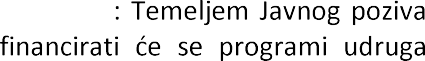 : Temeljem Javnog poziva
financirati će se programi udruga